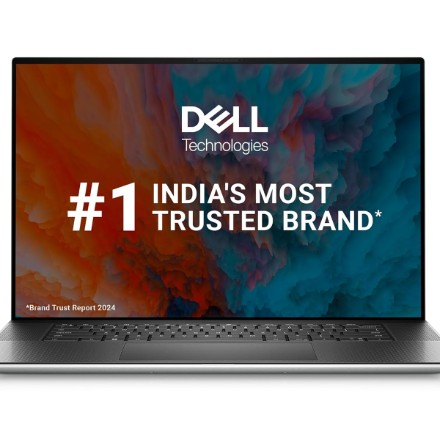 DELL
Technologies
#1 INDIA'S MOST
TRUSTED BRAND*
*Brand Trust Report 2024